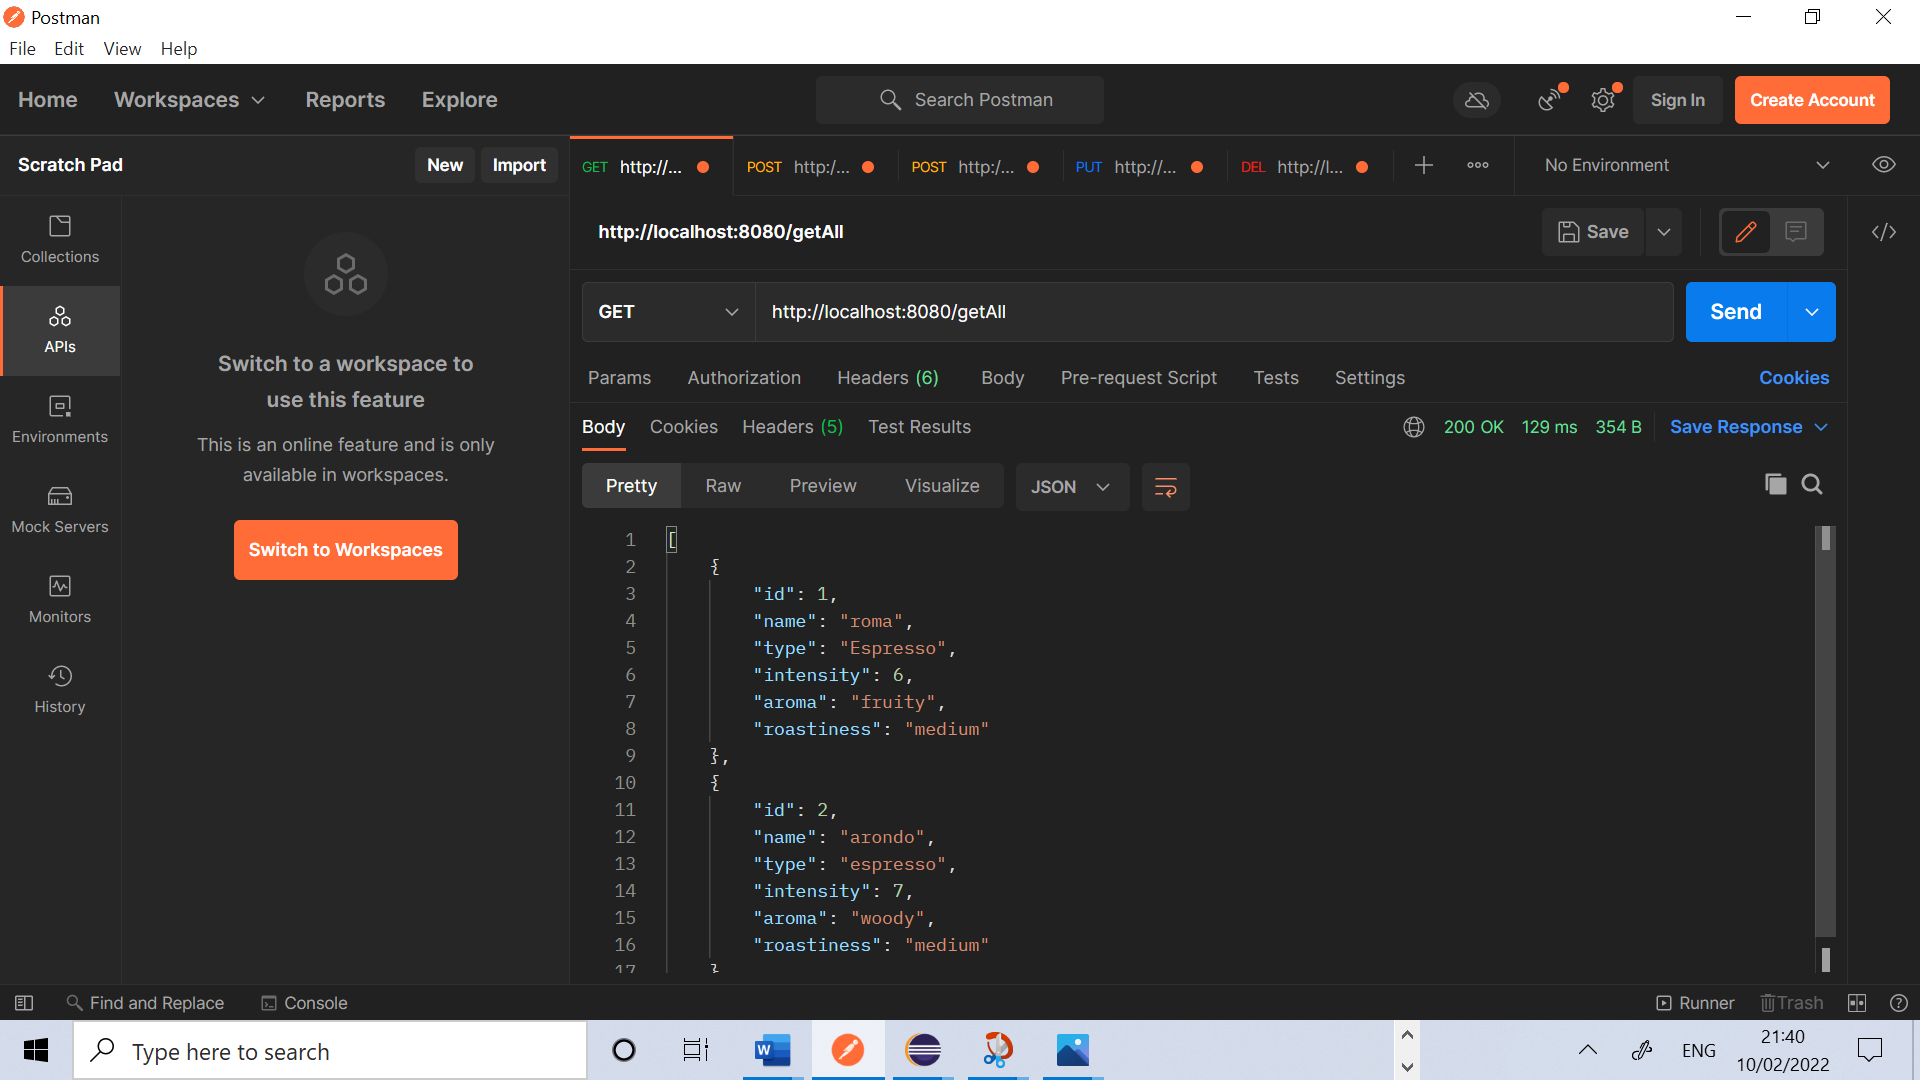 Postman
File Edit View Help
Home Workspaces Reports Explore Search Postman Sign In Create Account
Scratch Pad New Import
GET http://... POST http:/... POST http:/... PUT http://... DEL http://l... No Environment
Collections
APIs
Environments
Mock Servers
Monitors
History
Switch to a workspace to
use this feature
This is an online feature and is only
available in workspaces.
Switch to Workspaces
http://localhost:8080/getAll Save
GET http://localhost:8080/getAll Send
Params Authorization Headers (6) Body Pre-request Script Tests Settings Cookies
Body Cookies Headers (5) Test Results 200 OK 129 ms 354 B Save Response
Pretty Raw Preview Visualize JSON
1 [
2 {
3 "id": 1,
4 "name": "roma",
5 "type": "Espresso",
6 "intensity": 6,
7 "aroma": "fruity",
8 "roastiness": "medium"
9 },
10 {
11 "id": 2,
12 "name": "arondo",
13 "type": "espresso",
14 "intensity": 7,
15 "aroma": "woody",
16 "roastiness": "medium"
17 }
Find and Replace Console Runner Trash
Type here to search
W
ENG
21:40
10/02/2022